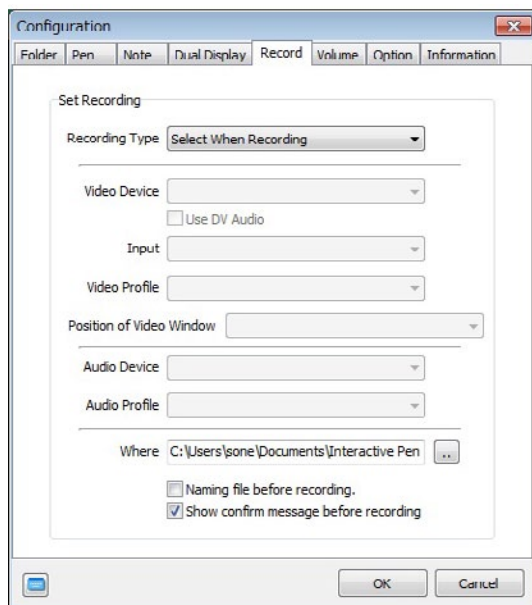 Configuration
Folder Pen Note Dual Display Record Volume Option Information
Set Recording
Recording Type Select When Recording
Video Device
Use DV Audio
Input
Video Profile
Position of Video Window
Audio Device
Audio Profile
Where C:\Users\sone\Documents\Interactive Pen ..
Naming file before recording.
Show confirm message before recording
OK Cancel